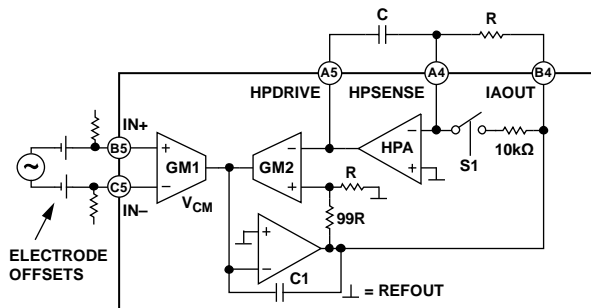 C
R
A5
A4
B4
HPDRIVE
HPSENSE
IAOUT
IN+
B5
+
GM1
−
C5
IN−
VCM
−
GM2
+
−
HPA
+
S1
10kΩ
R
99R
+
−
C1
= REFOUT
ELECTRODE
OFFSETS